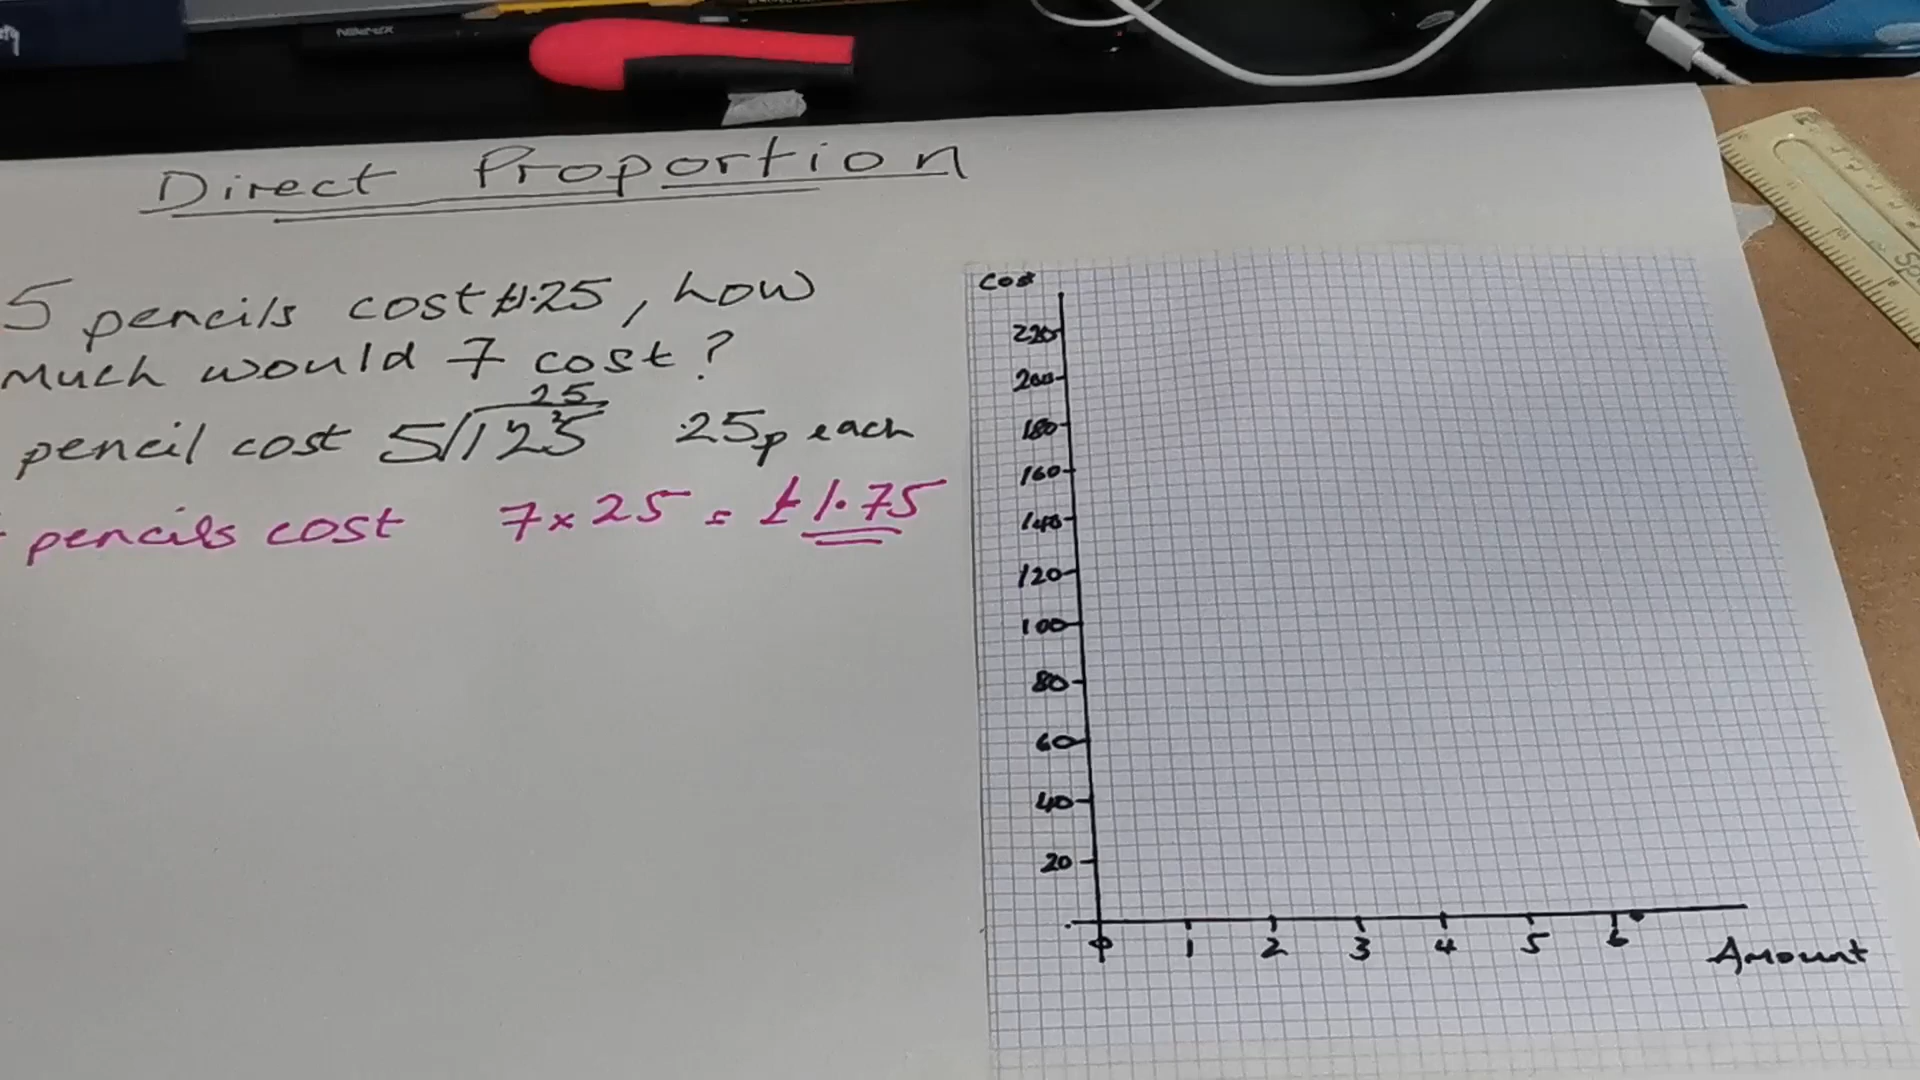 Direct Proportion
5 pencils cost £1.25, how
much would 7 cost?
25
pencil cost 5 125 25p each
pencils cost 7 × 25 = £1.75
Cost
220
200
180
160
140
120
100
80
60
40
20
0 1 2 3 4 5 6
Amount